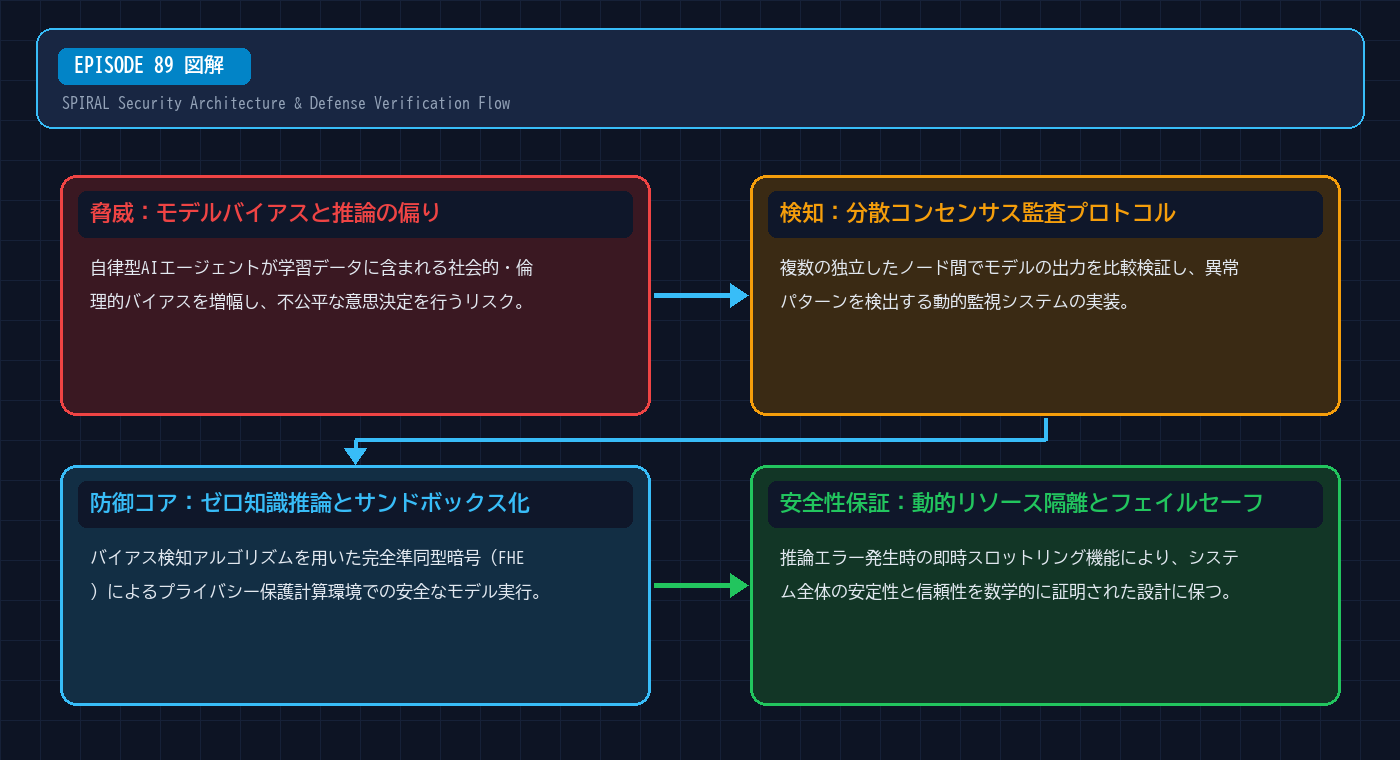 EPISODE 89 図解
SPIRAL Security Architecture & Defense Verification Flow
脅威：モデルバイアスと推論の偏り
自律型AIエージェントが学習データに含まれる社会的・倫
理的バイアスを増幅し、不公平な意思決定を行うリスク。
検知：分散コンセンサス監査プロトコル
複数の独立したノード間でモデルの出力を比較検証し、異常
パターンを検出する動的監視システムの実装。
防御コア：ゼロ知識推論とサンドボックス化
バイアス検知アルゴリズムを用いた完全準同型暗号（FHE
）によるプライバシー保護計算環境での安全なモデル実行。
安全性保証：動的リソース隔離とフェイルセーフ
推論エラー発生時の即時スロットリング機能により、システ
ム全体の安定性と信頼性を数学的に証明された設計に保つ。